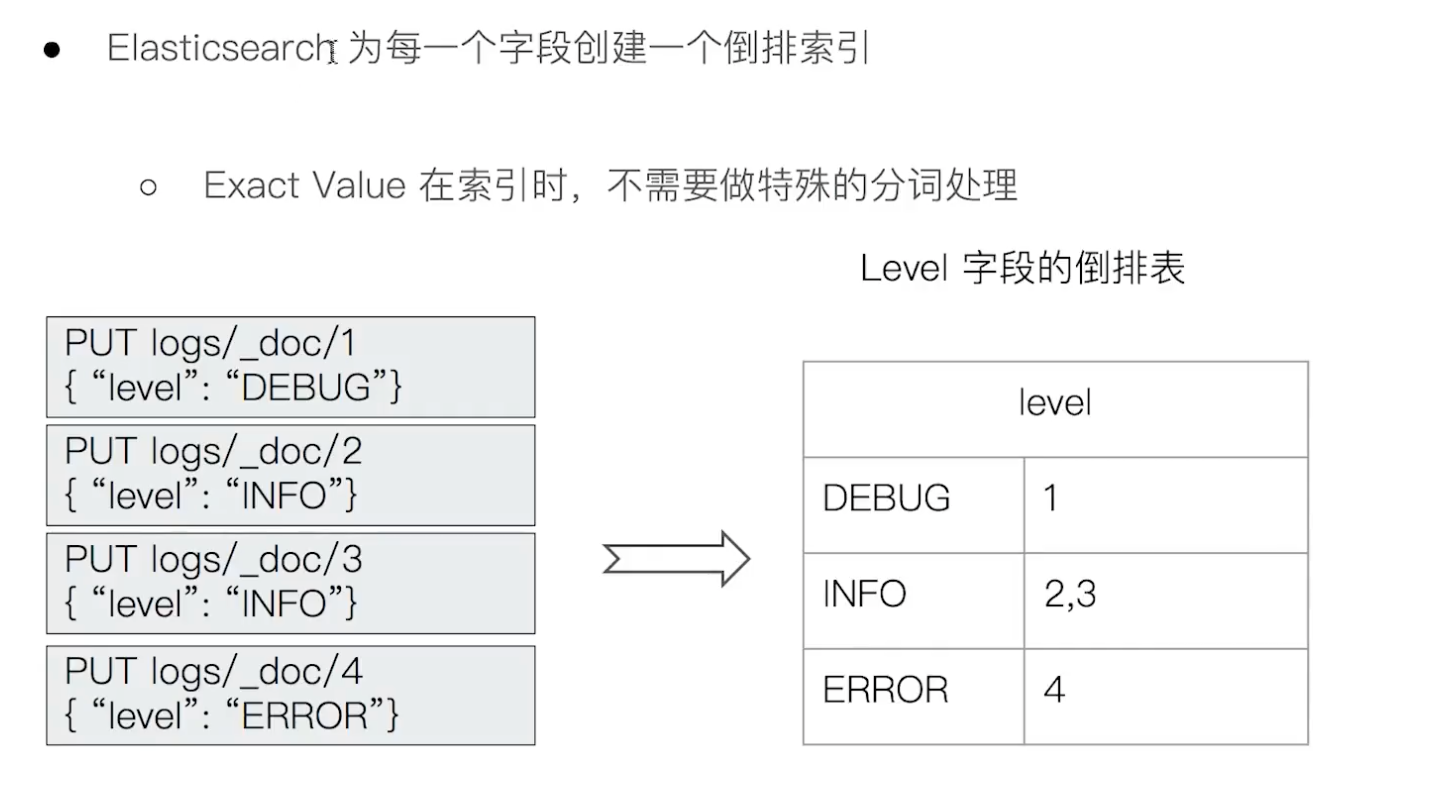 ● Elasticsearch 为每一个字段创建一个倒排索引
○ Exact Value 在索引时，不需要做特殊的分词处理
Level 字段的倒排表
PUT logs/_doc/1
{ “level”: “DEBUG”}
PUT logs/_doc/2
{ “level”: “INFO”}
PUT logs/_doc/3
{ “level”: “INFO”}
PUT logs/_doc/4
{ “level”: “ERROR”}
level
DEBUG 1
INFO 2,3
ERROR 4